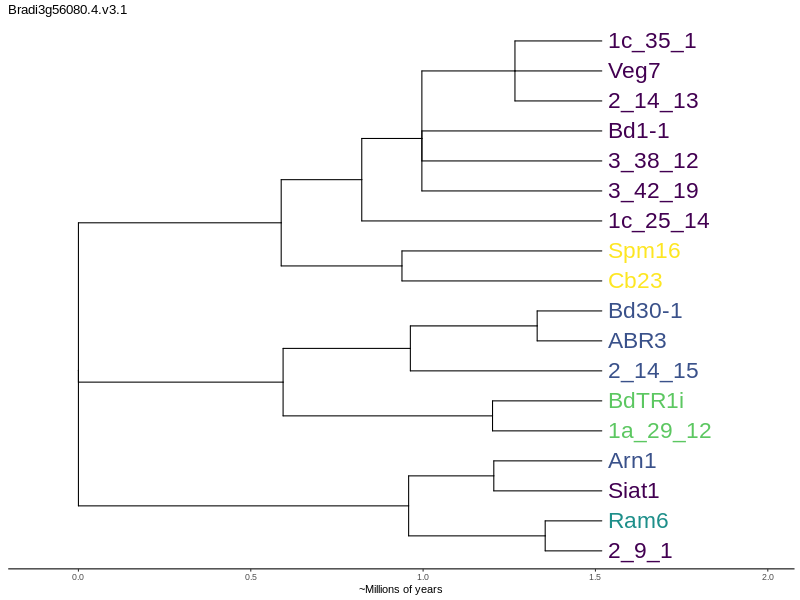 Bradi3g56080.4.v3.1
1c_35_1
Veg7
2_14_13
Bd1-1
3_38_12
3_42_19
1c_25_14
Spm16
Cb23
Bd30-1
ABR3
2_14_15
BdTR1i
1a_29_12
Arn1
Siat1
Ram6
2_9_1
0.0 0.5 1.0 1.5 2.0
~Millions of years